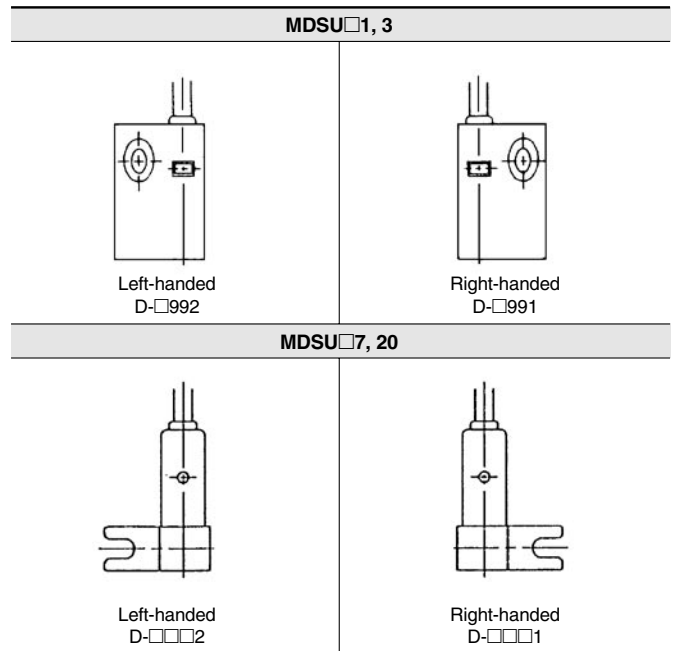 MDSU□1, 3
Left-handed
D-□992
Right-handed
D-□991
MDSU□7, 20
Left-handed
D-□□□2
Right-handed
D-□□□1